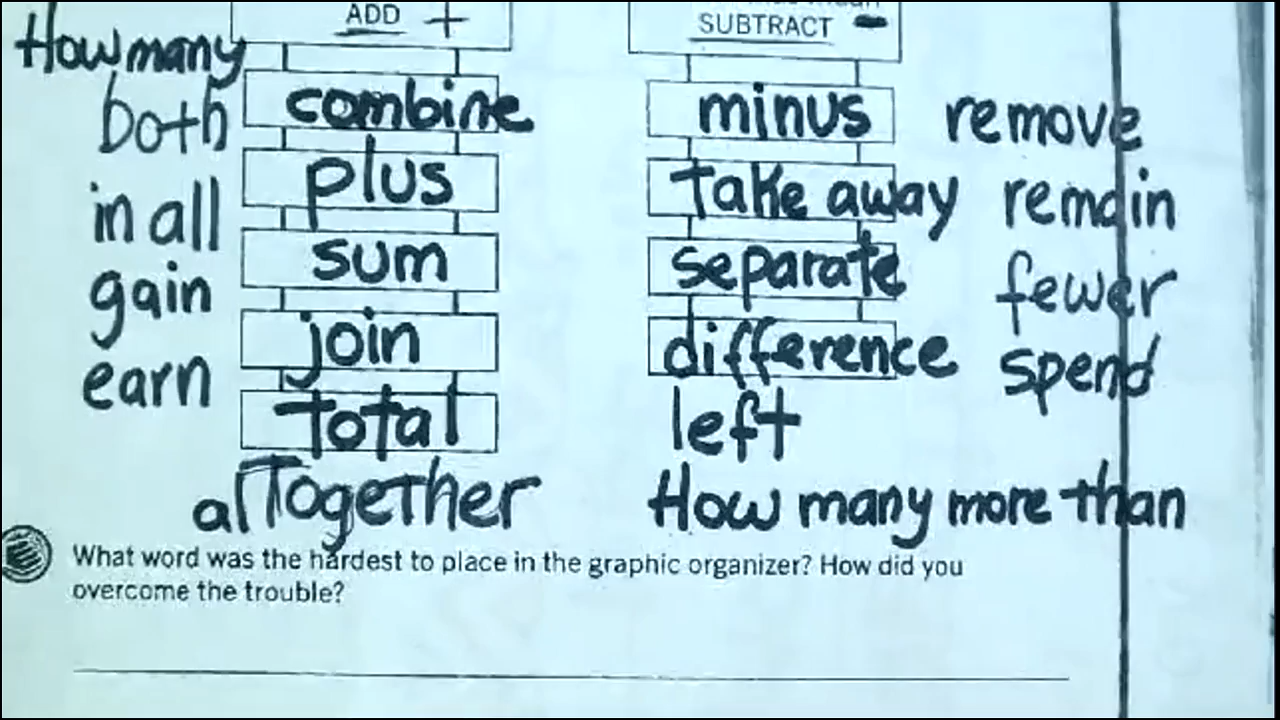 ADD +
SUBTRACT -
How many
both
in all
gain
earn
combine
plus
sum
join
total
altogether
minus
take away
separate
difference
left
How many more than
remove
remain
fewer
spend
What word was the hardest to place in the graphic organizer? How did you
overcome the trouble?